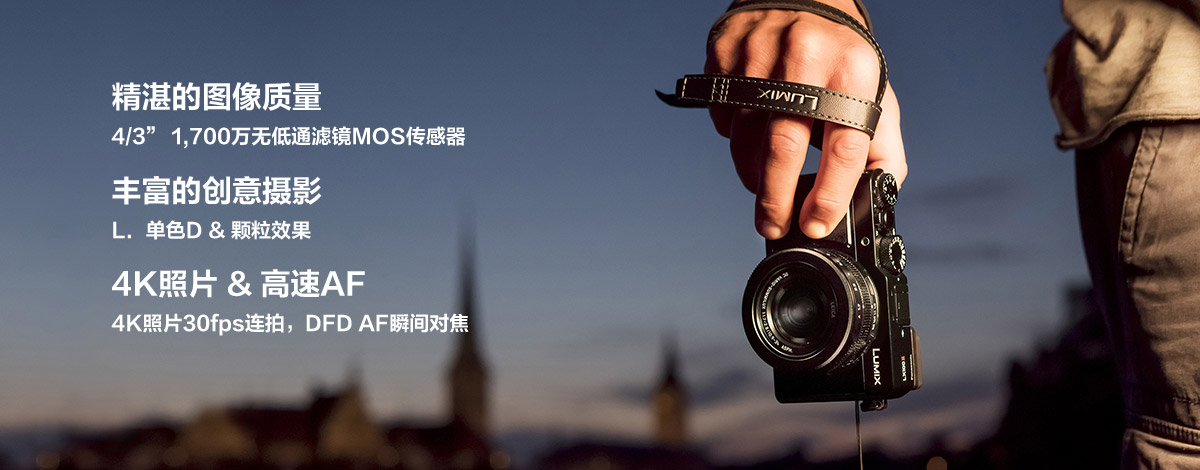 精湛的图像质量
4/3” 1,700万无低通滤镜MOS传感器
丰富的创意摄影
L．单色D & 颗粒效果
4K照片 & 高速AF
4K照片30fps连拍，DFD AF瞬间对焦
LUMIX
LEICA
LUMIX